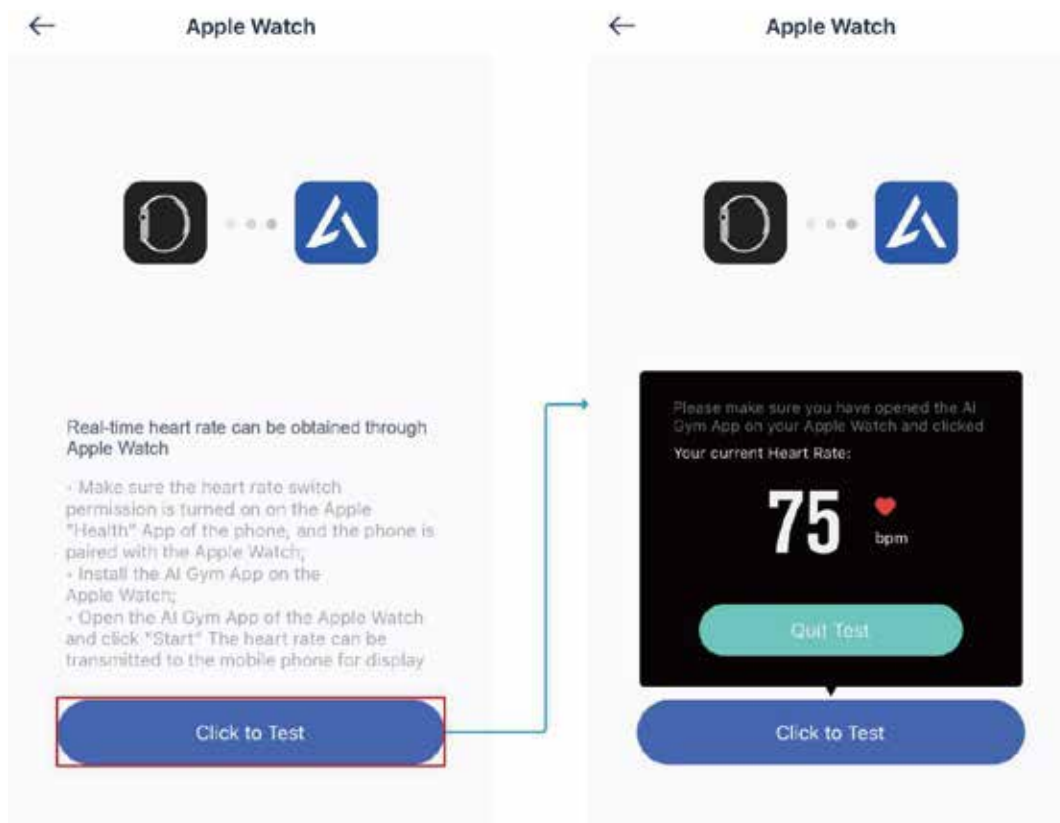 Apple Watch
Real-time heart rate can be obtained through
Apple Watch
- Make sure the heart rate switch
permission is turned on on the Apple
"Health" App of the phone, and the phone is
paired with the Apple Watch;
- Install the AI Gym App on the
Apple Watch;
- Open the AI Gym App of the Apple Watch
and click "Start" The heart rate can be
transmitted to the mobile phone for display
Click to Test
Apple Watch
Please make sure you have opened the AI
Gym App on your Apple Watch and clicked
Your current Heart Rate:
75
bpm
Quit Test
Click to Test